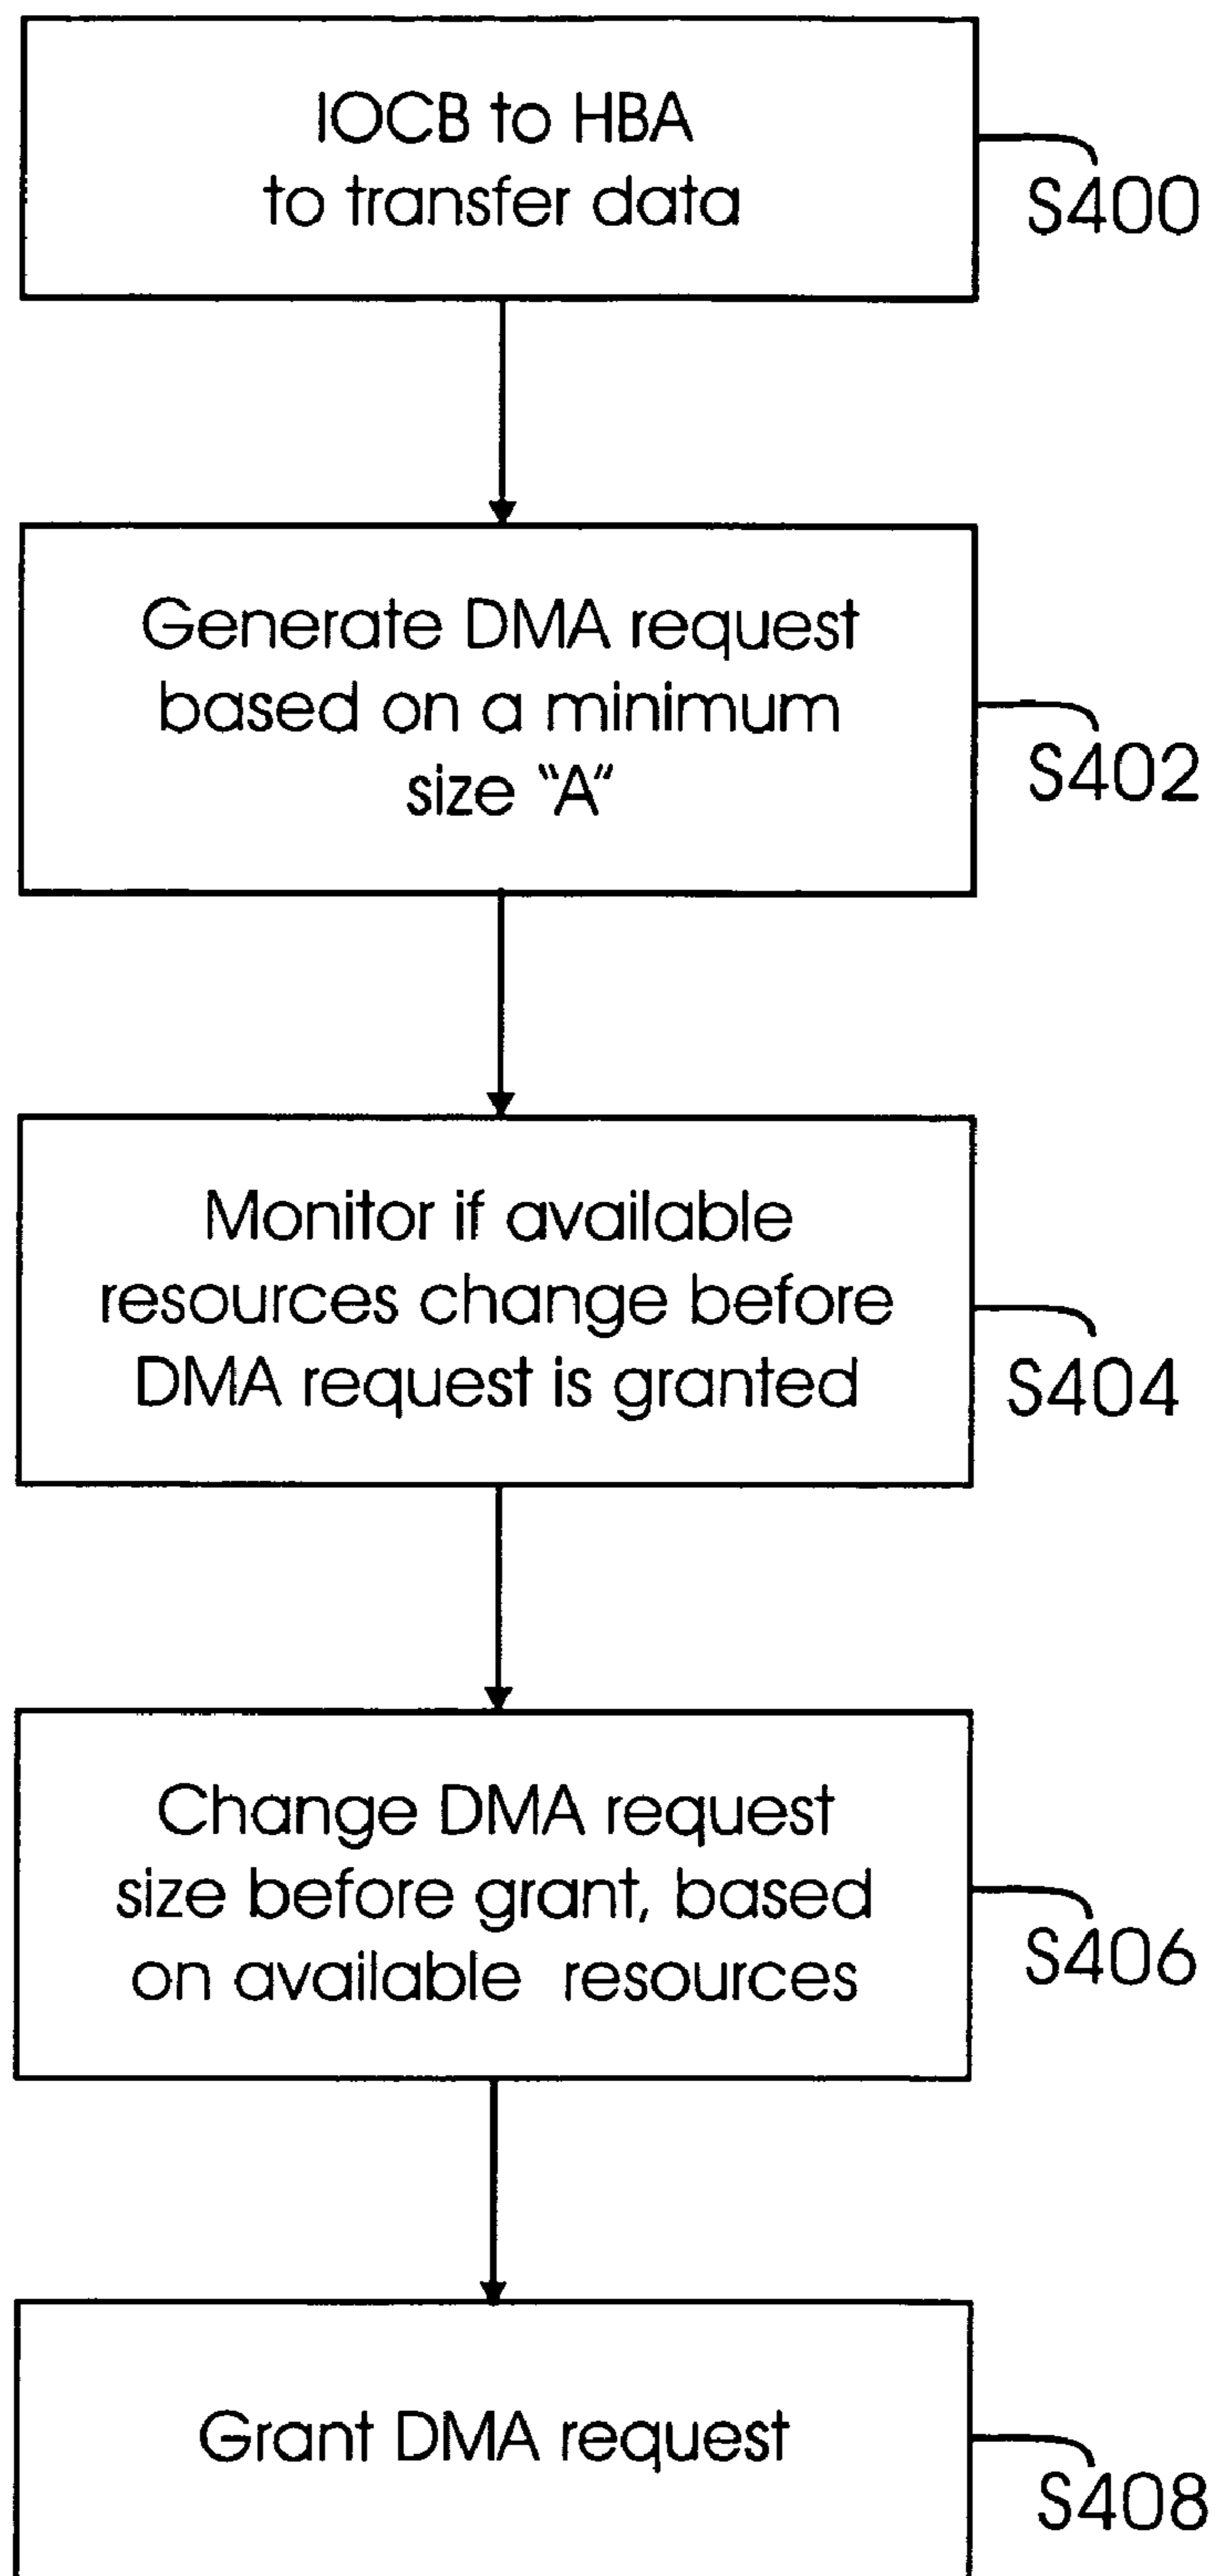 IOCB to HBA
to transfer data
S400
Generate DMA request
based on a minimum
size "A"
S402
Monitor if available
resources change before
DMA request is granted
S404
Change DMA request
size before grant, based
on available resources
S406
Grant DMA request
S408